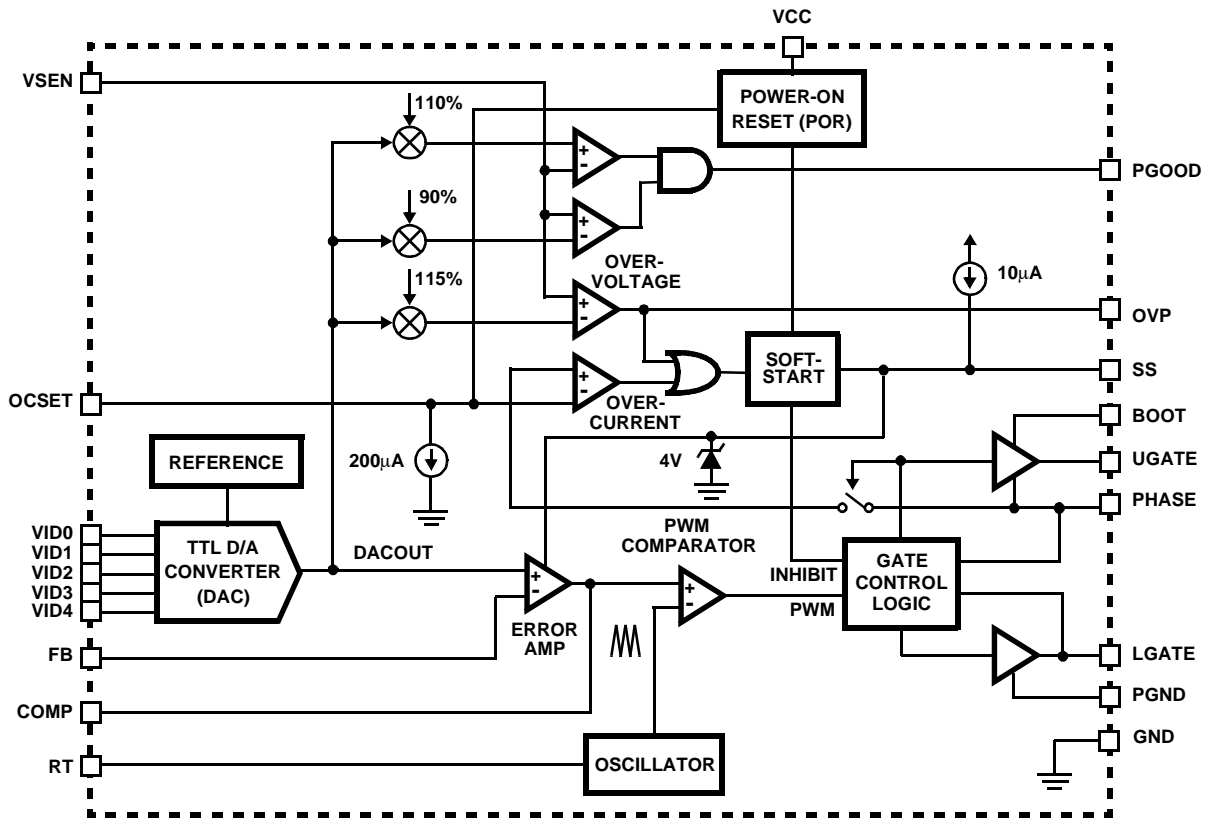 VCC
VSEN
110%
POWER-ON
RESET (POR)
+
-
PGOOD
90%
+
-
OVER-
VOLTAGE
10µA
115%
+
-
OVP
SOFT-
START
SS
+
-
OCSET
OVER-
CURRENT
BOOT
REFERENCE
200µA
4V
UGATE
PHASE
VID0
VID1
VID2
VID3
VID4
TTL D/A
CONVERTER
(DAC)
DACOUT
PWM
COMPARATOR
+
-
+
-
INHIBIT
PWM
GATE
CONTROL
LOGIC
ERROR
AMP
FB
LGATE
PGND
COMP
GND
RT
OSCILLATOR